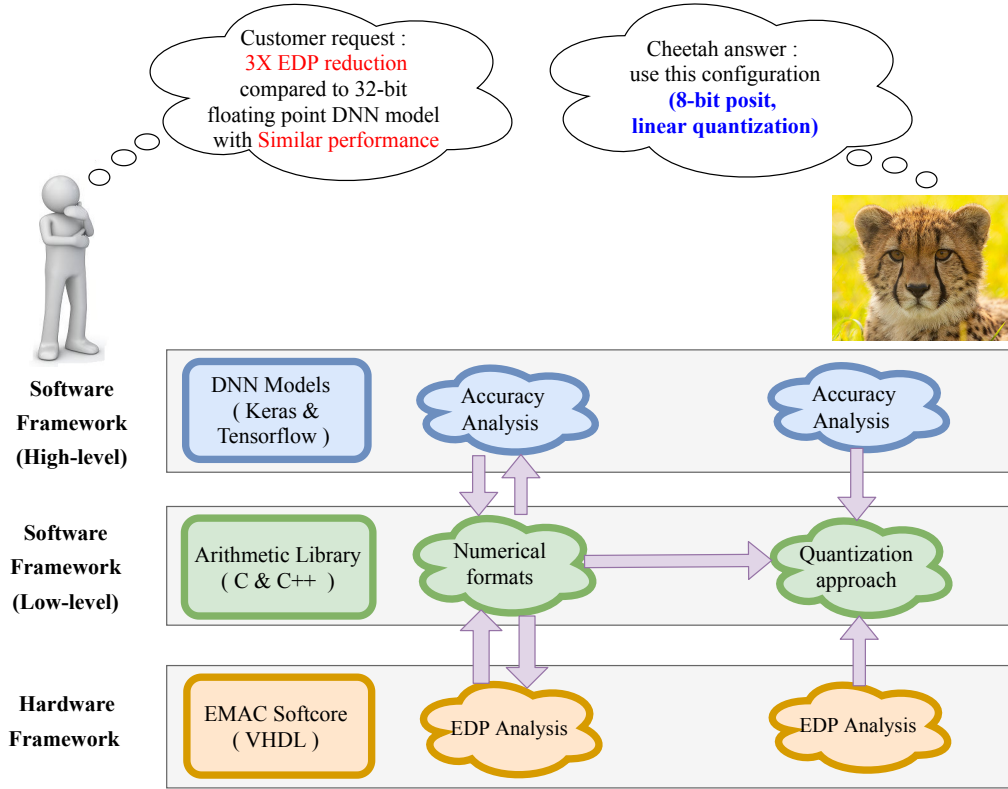 Customer request :
3X EDP reduction
compared to 32-bit
floating point DNN model
with Similar performance
Cheetah answer :
use this configuration
(8-bit posit,
linear quantization)
Software
Framework
(High-level)
DNN Models
( Keras &
Tensorflow )
Accuracy
Analysis
Accuracy
Analysis
Software
Framework
(Low-level)
Arithmetic Library
( C & C++ )
Numerical
formats
Quantization
approach
Hardware
Framework
EMAC Softcore
( VHDL )
EDP Analysis
EDP Analysis